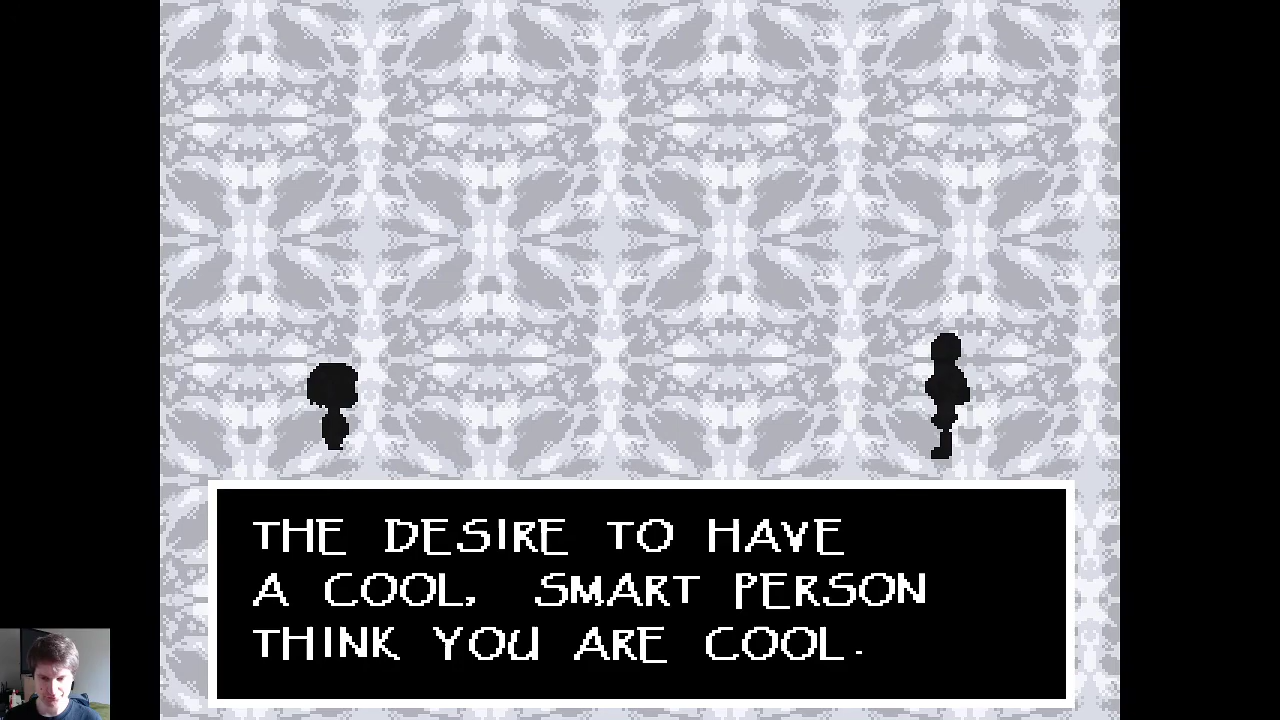 THE DESIRE TO HAVE
A COOL, SMART PERSON
THINK YOU ARE COOL.